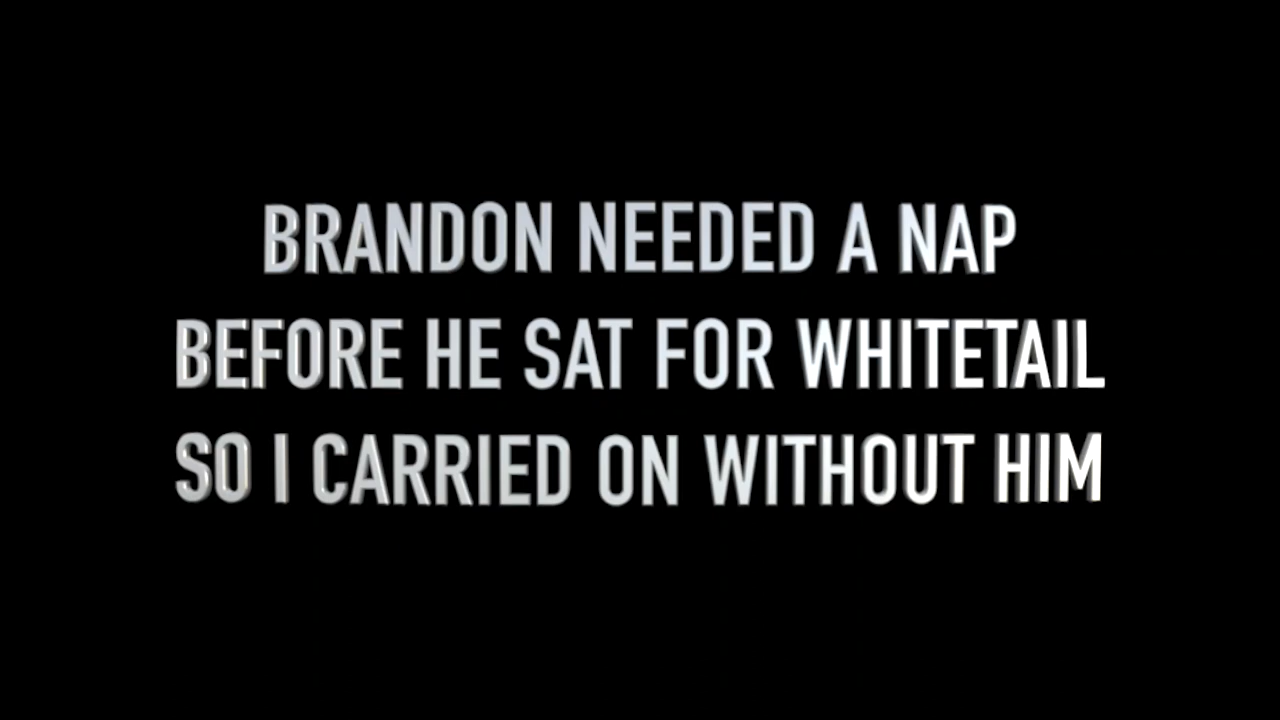 BRANDON NEEDED A NAP
BEFORE HE SAT FOR WHITETAIL
SO I CARRIED ON WITHOUT HIM